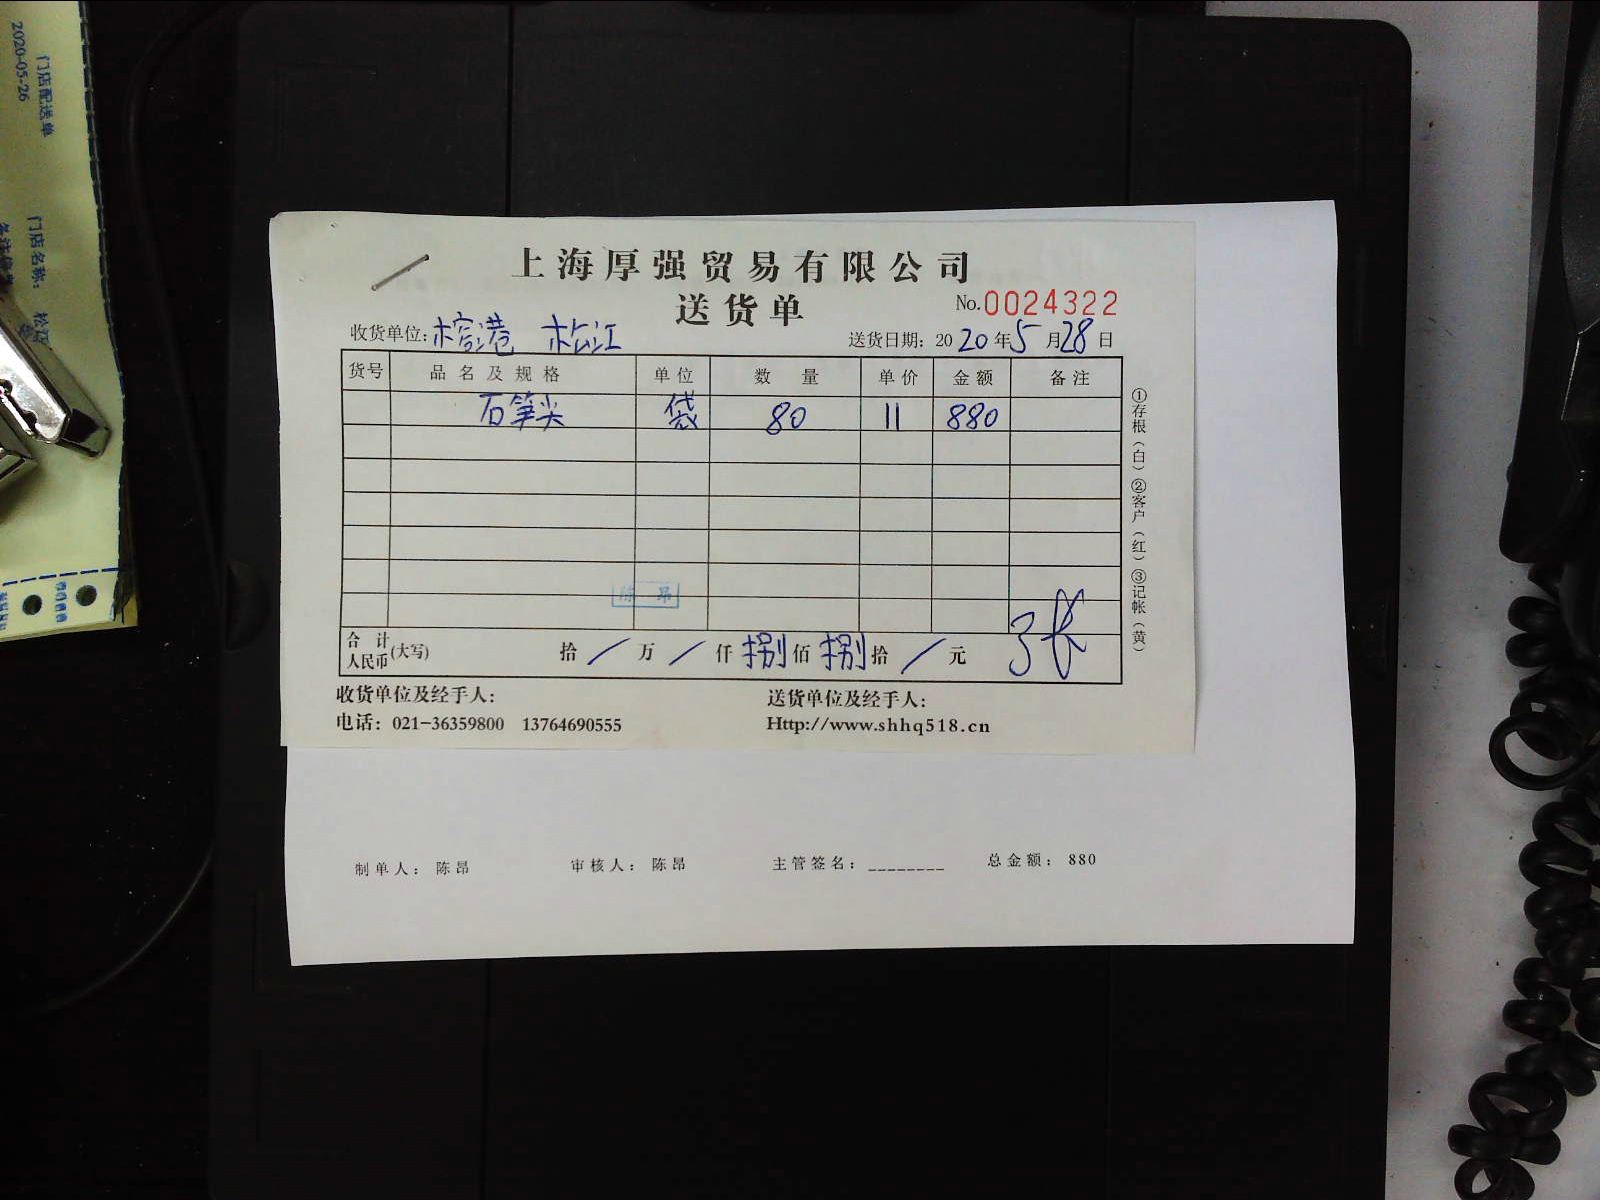 门店配送单
2020-05-26
门店名称：
上海厚强贸易有限公司
送货单
No.0024322
收货单位：榕港 松江
送货日期：2020年5月28日
货号 品名及规格 单位 数量 单价 金额 备注
石笋尖 袋 80 11 880
陈昂
合计人民币(大写) 拾/万/仟捌佰捌拾/元
收货单位及经手人：
送货单位及经手人：
电话：021-36359800 13764690555
Http://www.shhq518.cn
①存根（白）②客户（红）③记帐（黄）
制单人：陈昂 审核人：陈昂 主管签名：________ 总金额：880